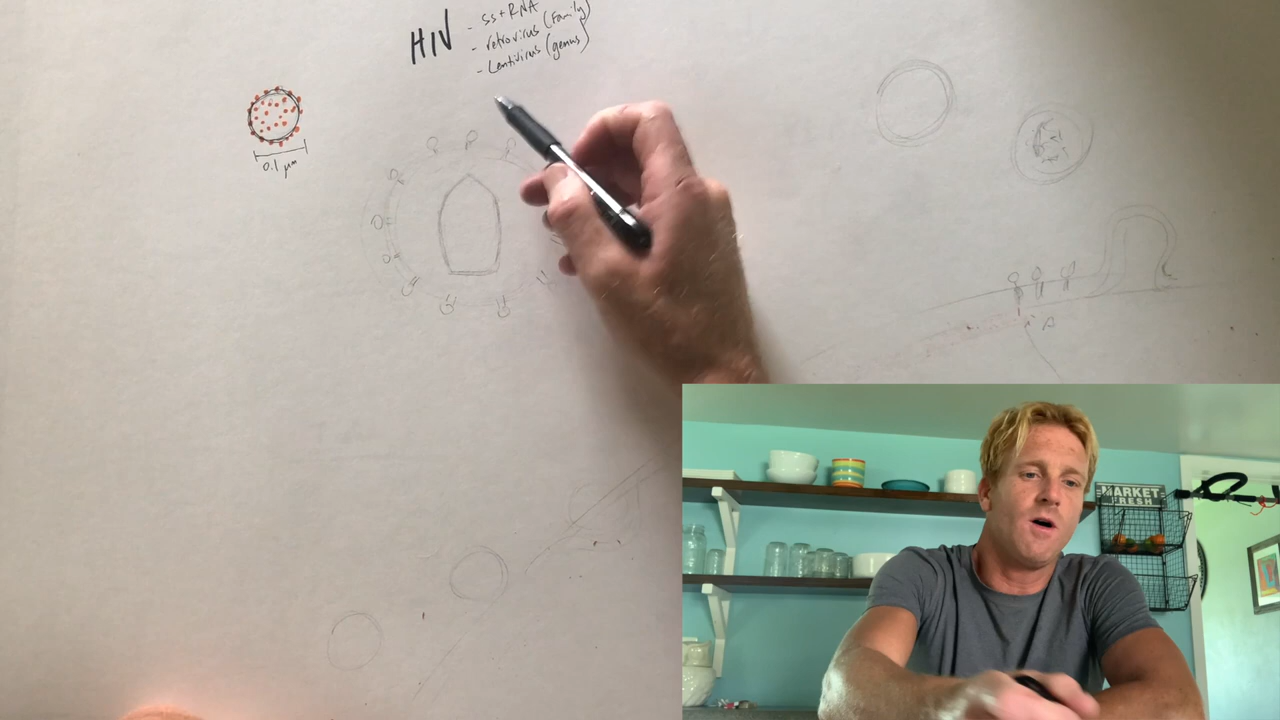 HIV
- ss+RNA
- retrovirus (family)
- Lentivirus (genus)
0.1 μm
MARKET
FRESH